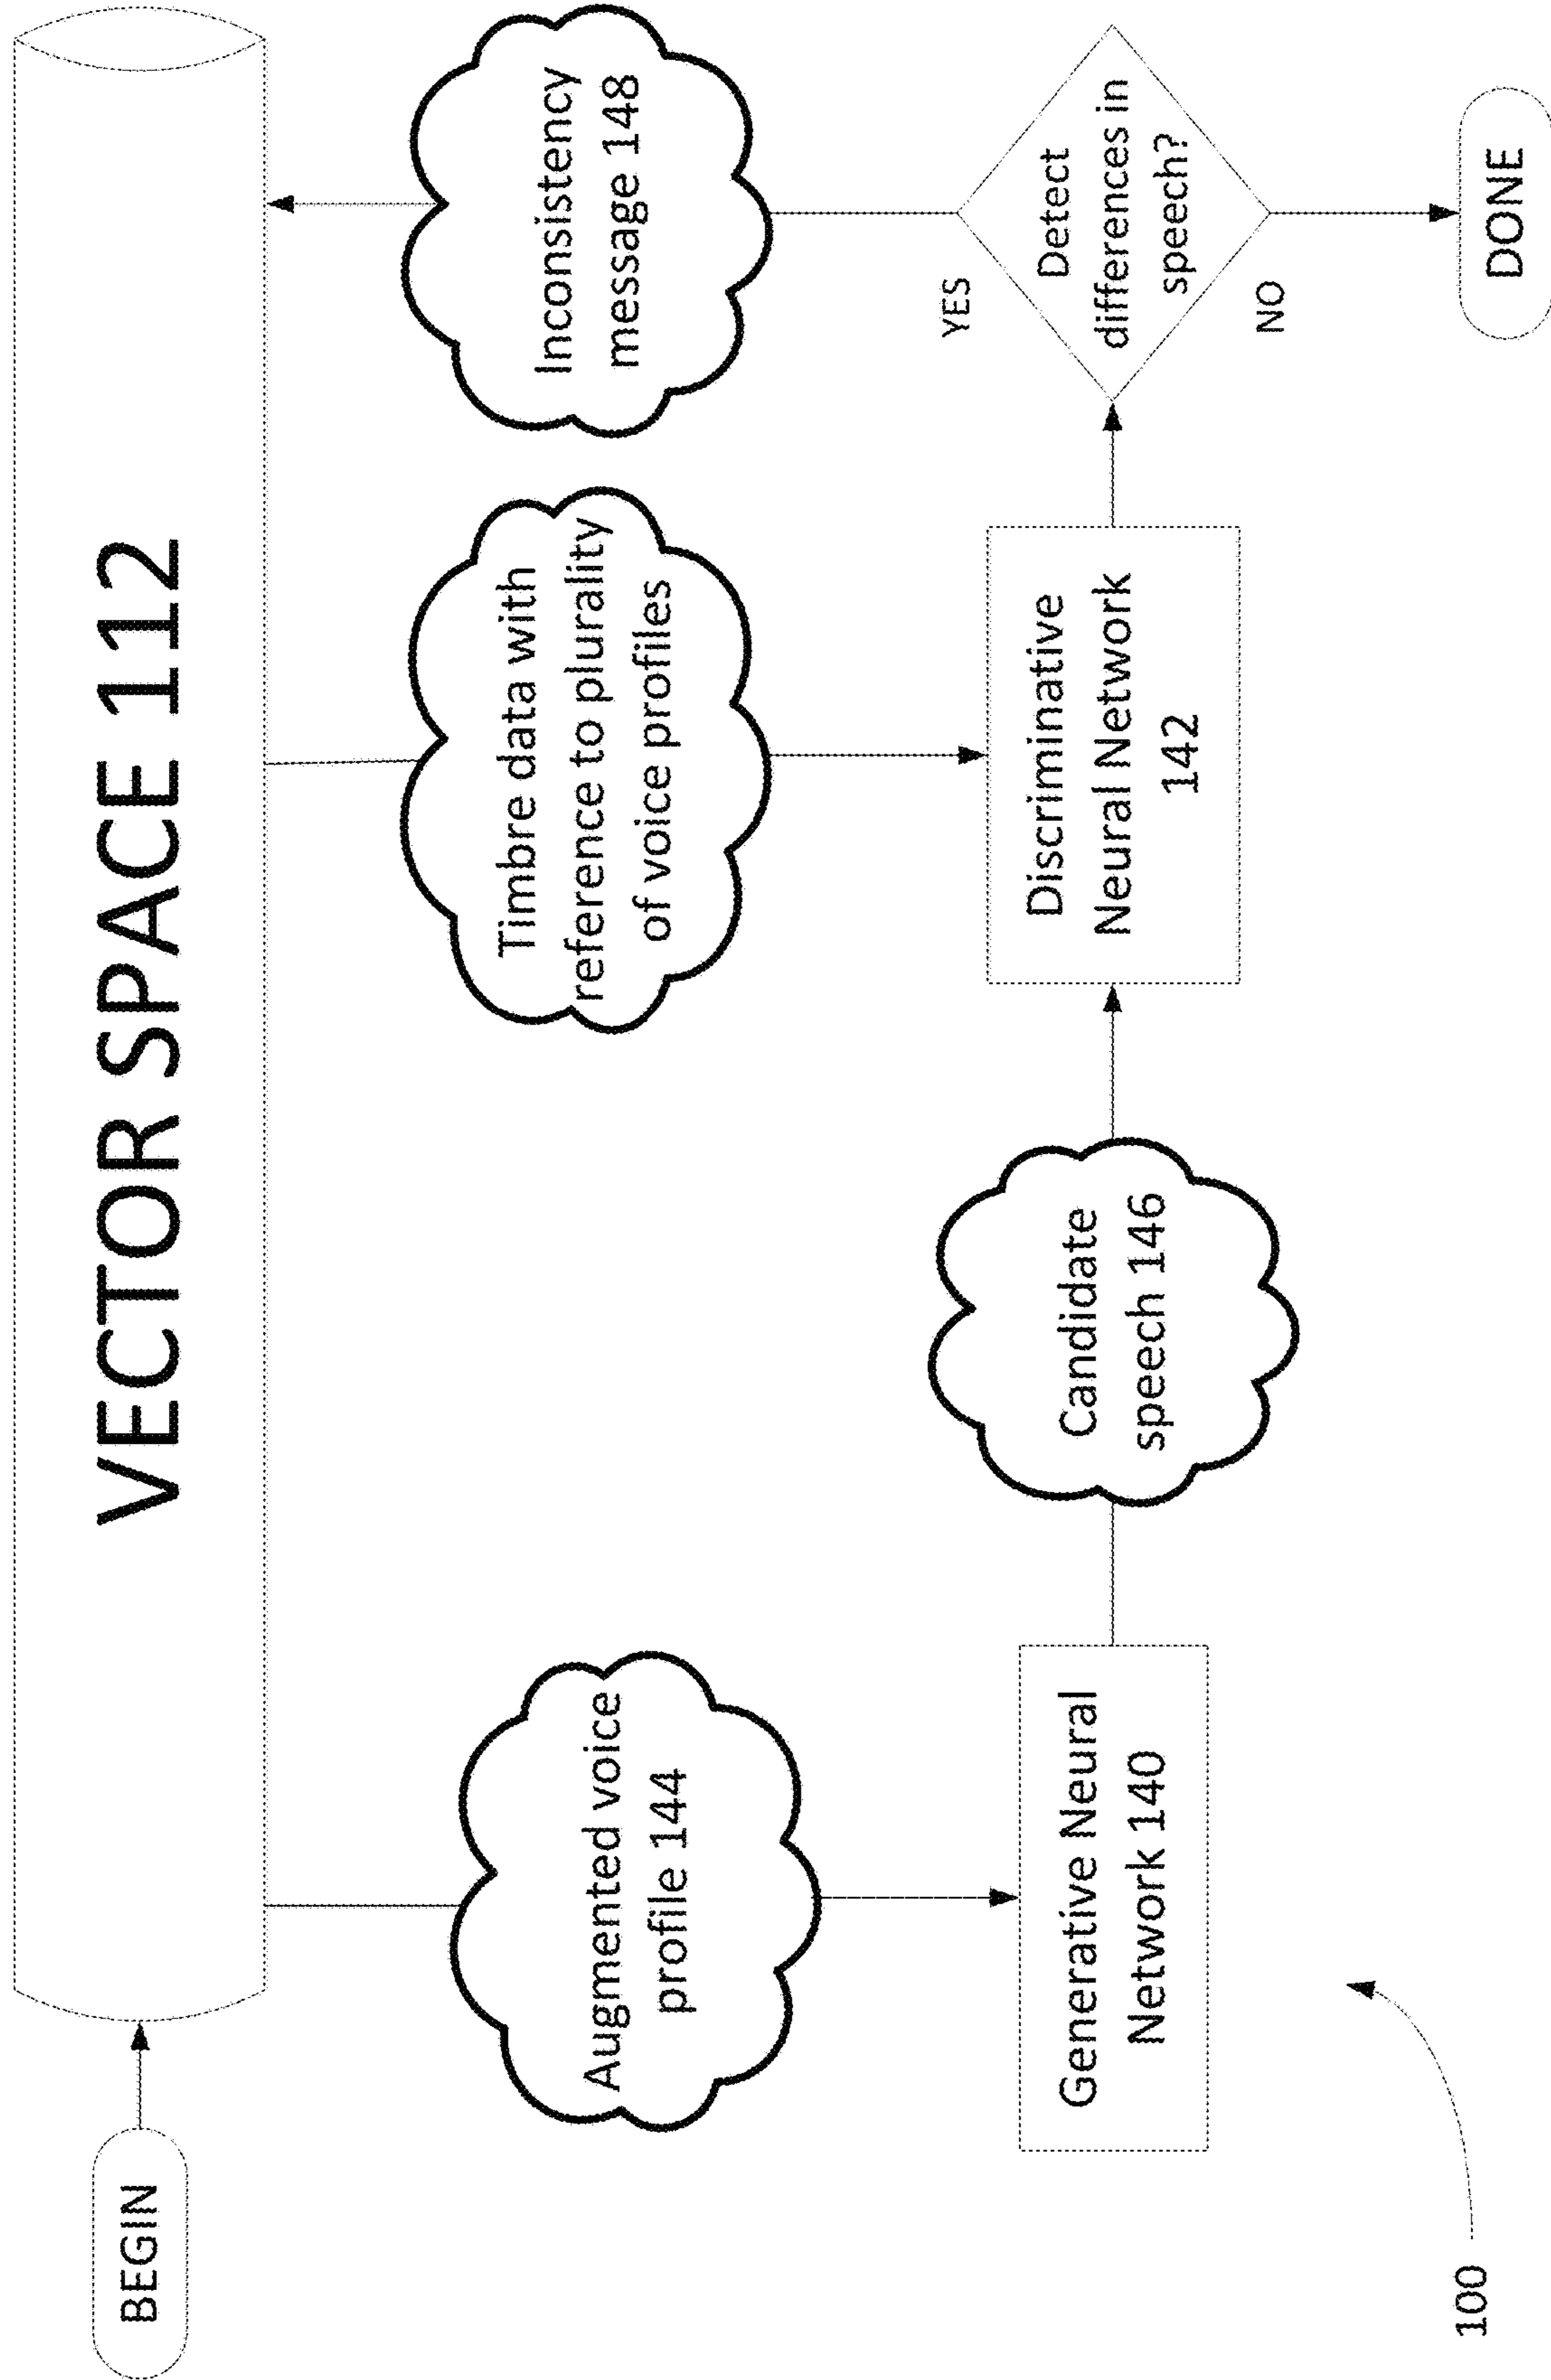 BEGIN
VECTOR SPACE 112
Augmented voice
profile 144
Timbre data with
reference to plurality
of voice profiles
Inconsistency
message 148
Generative Neural
Network 140
Candidate
speech 146
Discriminative
Neural Network
142
YES
Detect
differences in
speech?
NO
DONE
100